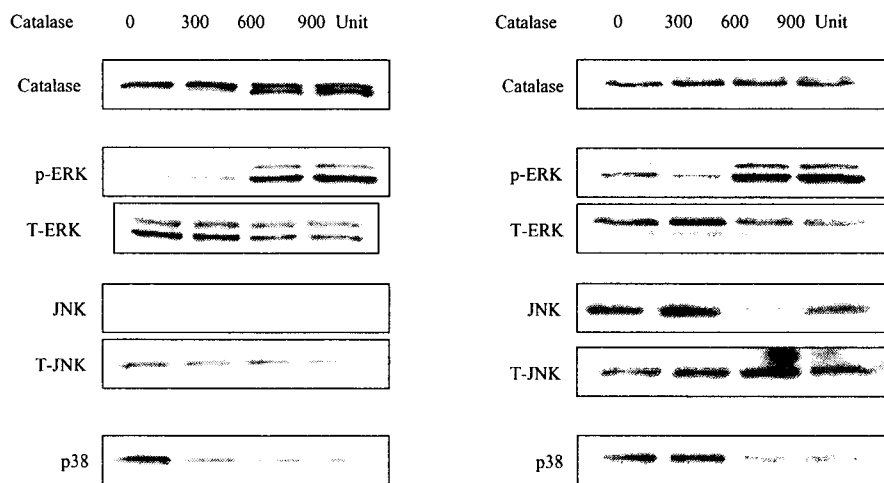 Catalase 0 300 600 900 Unit
Catalase
p-ERK
T-ERK
JNK
T-JNK
p38
Catalase 0 300 600 900 Unit
Catalase
p-ERK
T-ERK
JNK
T-JNK
p38